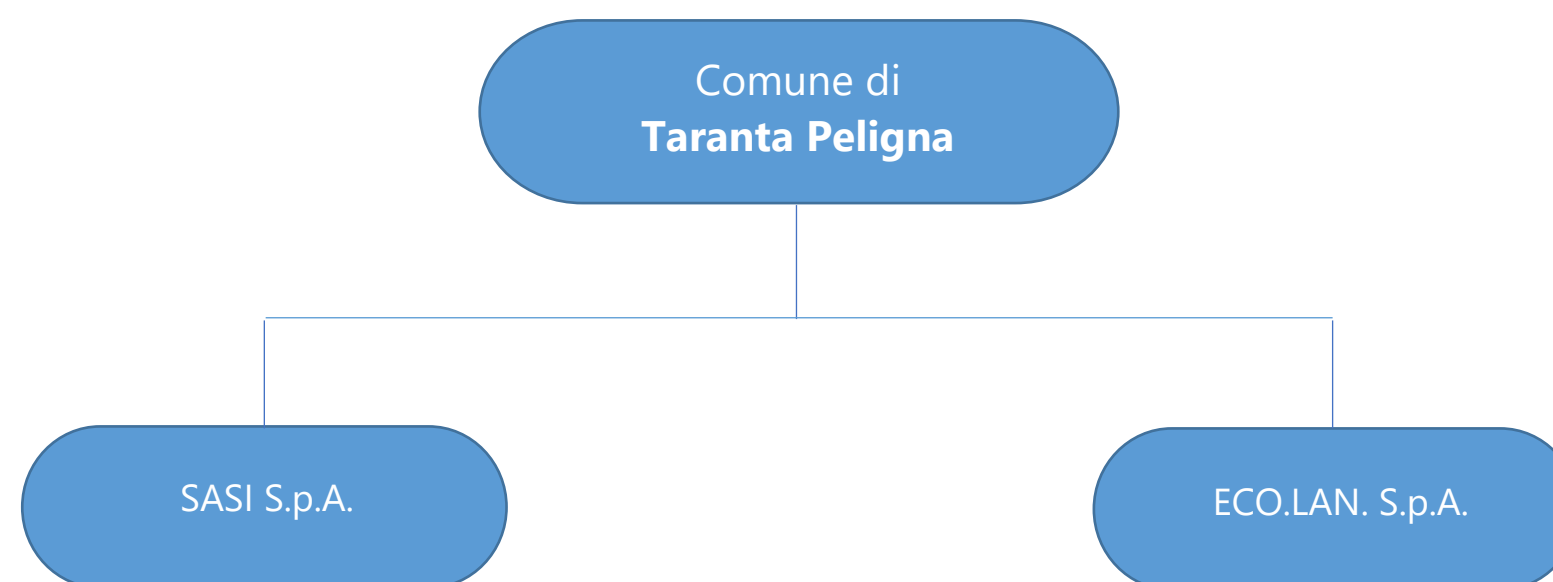 Comune di
Taranta Peligna
SASI S.p.A.
ECO.LAN. S.p.A.